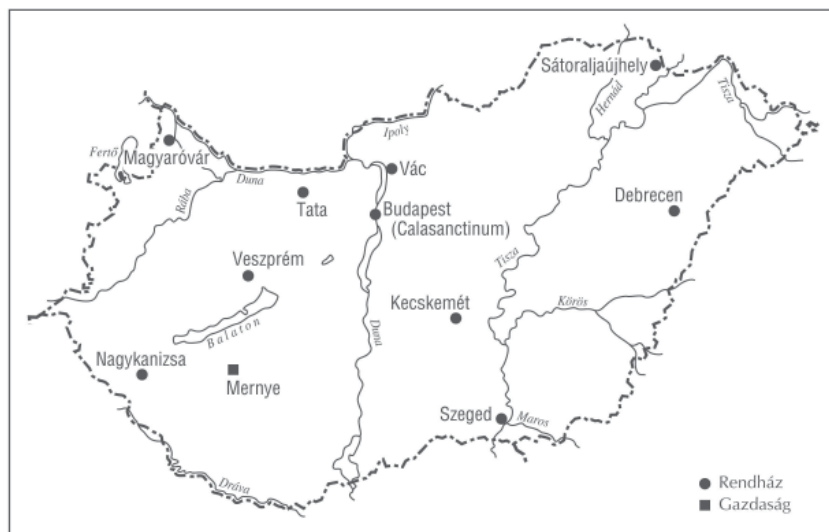 Sátoraljaújhely
Hernád
Tisza
Ipoly
Fertő
Magyaróvár
Vác
Duna
Rába
Tata
Budapest
(Calasanctinum)
Debrecen
Veszprém
Tisza
Kecskemét
Körös
Balaton
Duna
Nagykanizsa
Mernye
Szeged
Maros
Dráva
Rendház
Gazdaság